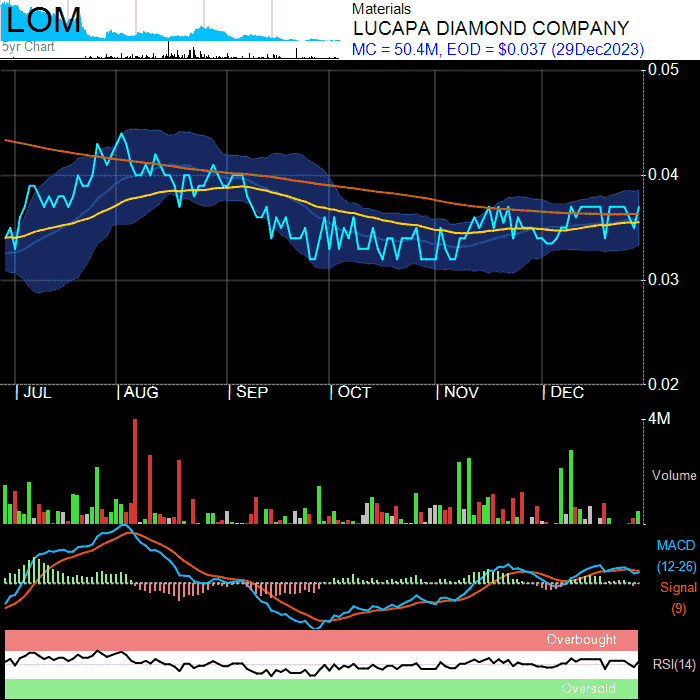 LOM
5yr Chart
Materials
LUCAPA DIAMOND COMPANY
MC = 50.4M, EOD = $0.037 (29Dec2023)
0.05
0.04
0.03
0.02
JUL
AUG
SEP
OCT
NOV
DEC
4M
Volume
MACD
(12-26)
Signal
(9)
Overbought
RSI(14)
Oversold